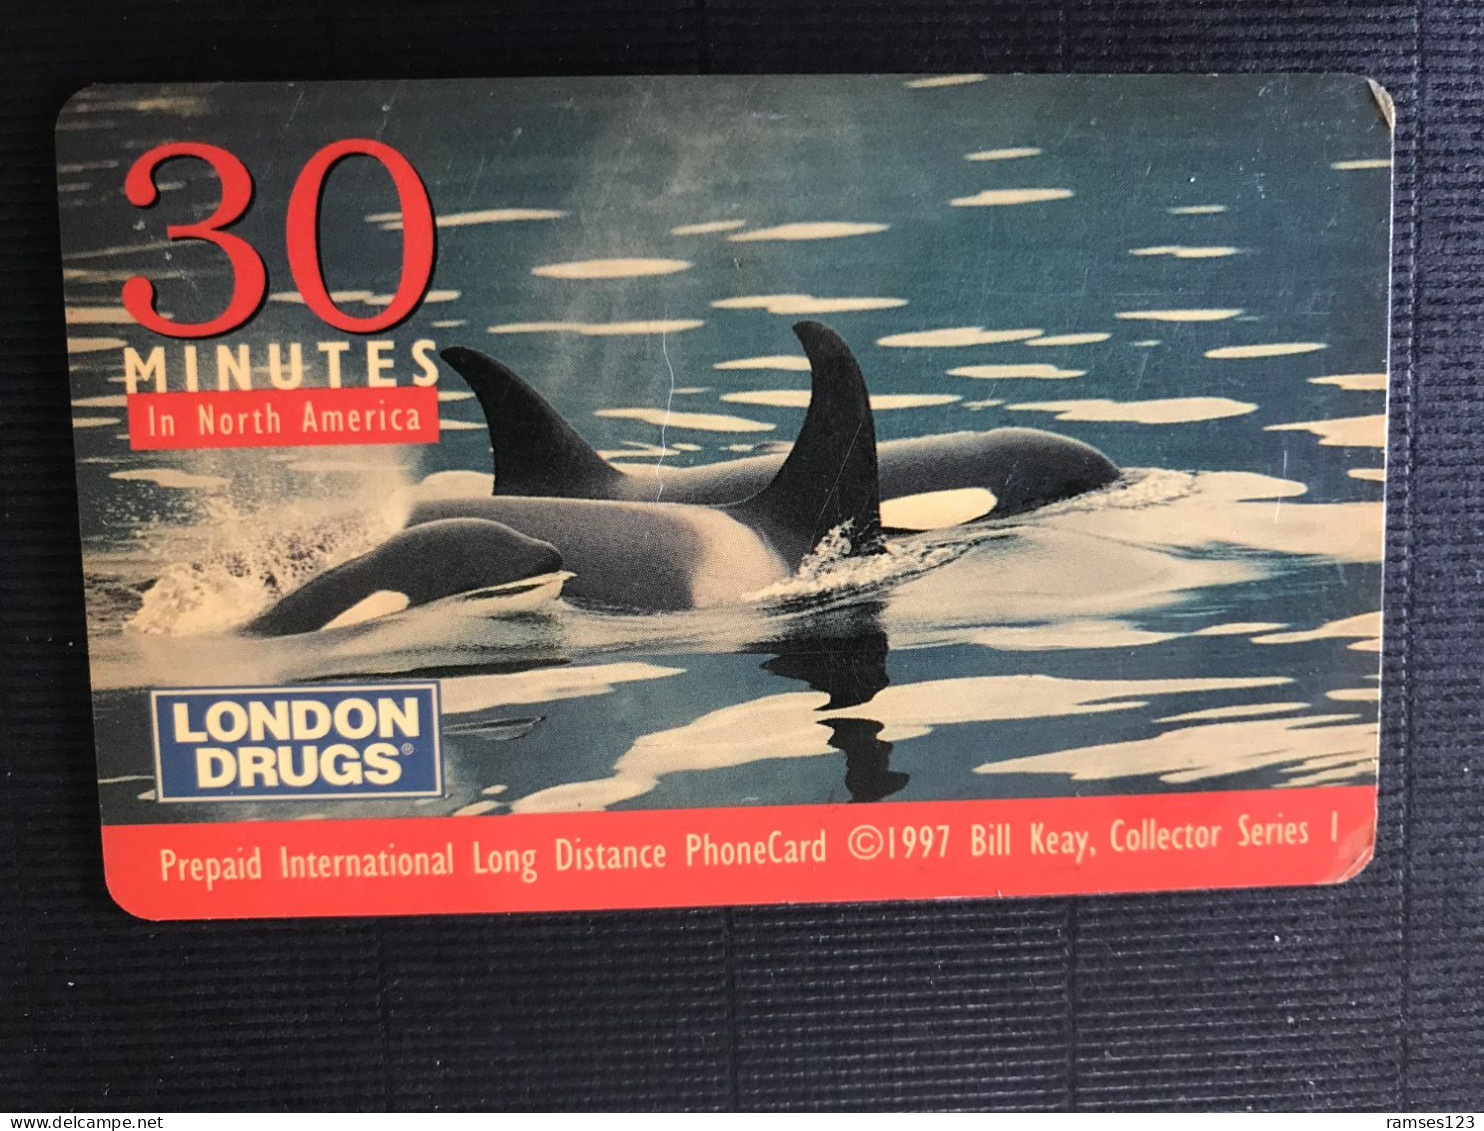 30
MINUTES
In North America
LONDON
DRUGS®
Prepaid International Long Distance PhoneCard ©1997 Bill Keay, Collector Series 1
delcampe.net
ramses123